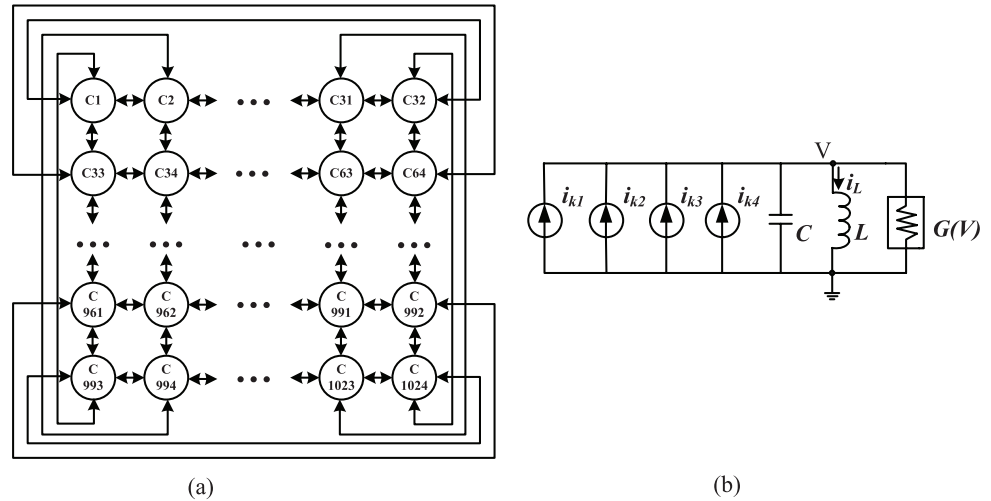 C1 C2 ••• C31 C32
C33 C34 ••• C63 C64
••• ••• ••• ••• •••
C 961 C 962 ••• C 991 C 992
C 993 C 994 ••• C 1023 C 1024
(a)
V
i_k1 i_k2 i_k3 i_k4 C i_L L G(V)
(b)